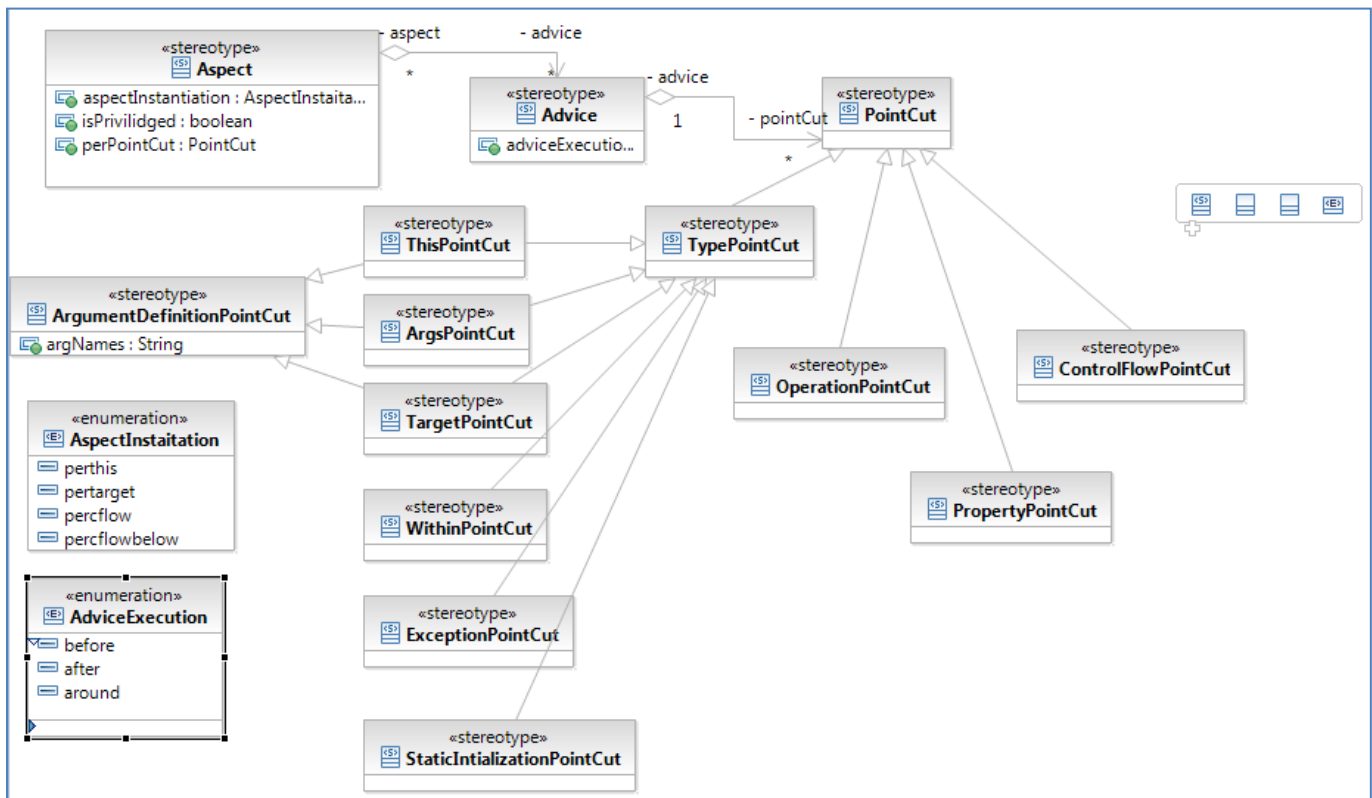 - aspect
- advice
*
*
«stereotype»
Aspect
aspectInstantiation : AspectInstaita...
isPrivilidged : boolean
perPointCut : PointCut
«stereotype»
Advice
adviceExecutio...
- advice
1
- pointCut
*
«stereotype»
PointCut
«stereotype»
ThisPointCut
«stereotype»
TypePointCut
«stereotype»
ArgumentDefinitionPointCut
argNames : String
«stereotype»
ArgsPointCut
«stereotype»
TargetPointCut
«stereotype»
OperationPointCut
«stereotype»
ControlFlowPointCut
«enumeration»
AspectInstaitation
perthis
pertarget
percflow
percflowbelow
«stereotype»
WithinPointCut
«stereotype»
PropertyPointCut
«enumeration»
AdviceExecution
before
after
around
«stereotype»
ExceptionPointCut
«stereotype»
StaticIntializationPointCut